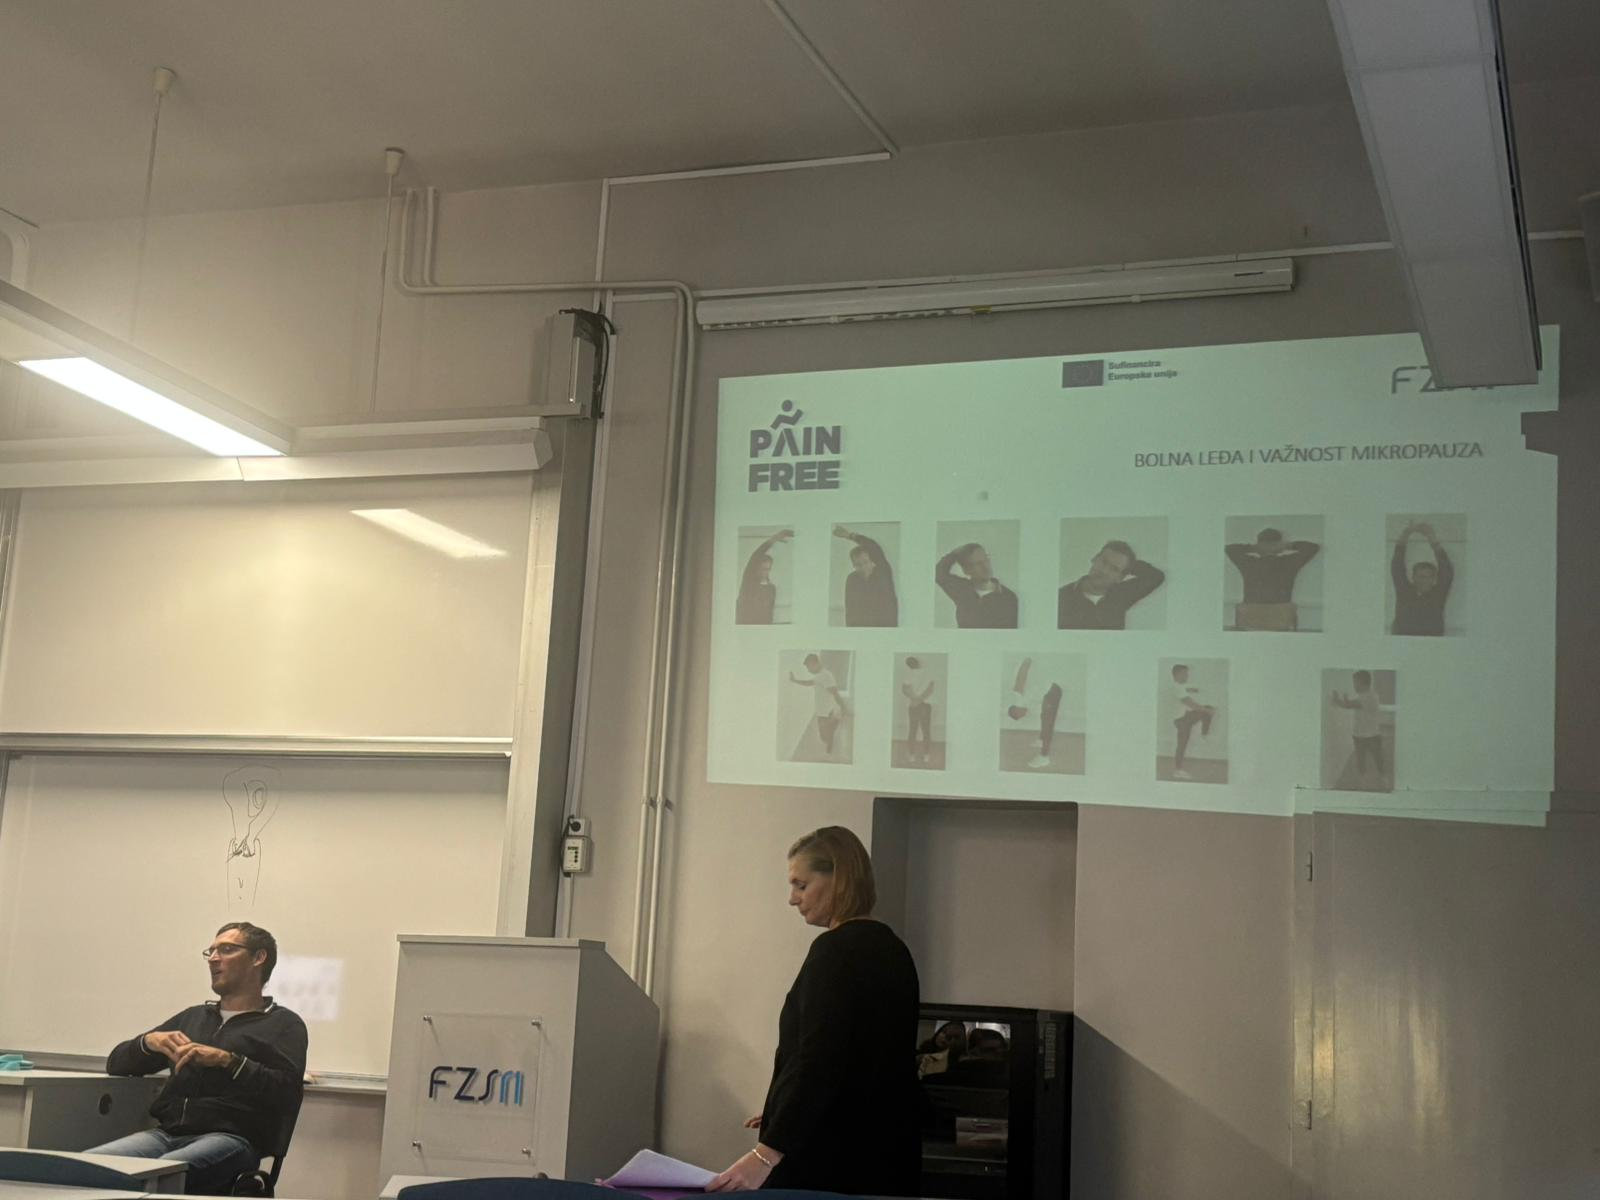 Sufinancira
Europska unija
PAIN
FREE
BOLNA LEĐA I VAŽNOST MIKROPAUZA
FZSRI